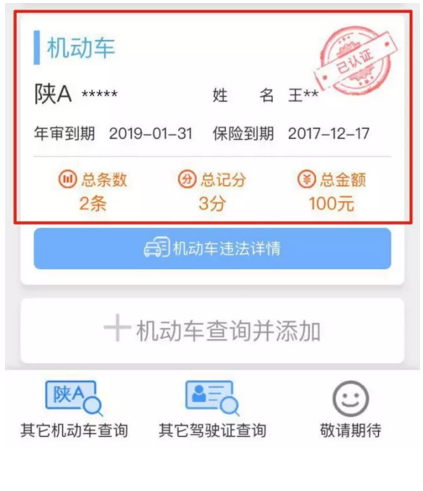 机动车
已认证
陕A ***** 姓 名 王**
年审到期 2019-01-31 保险到期 2017-12-17
总条数 分 总记分 ¥ 总金额
2条 3分 100元
机动车违法详情
+机动车查询并添加
陕A
其它机动车查询 其它驾驶证查询 敬请期待